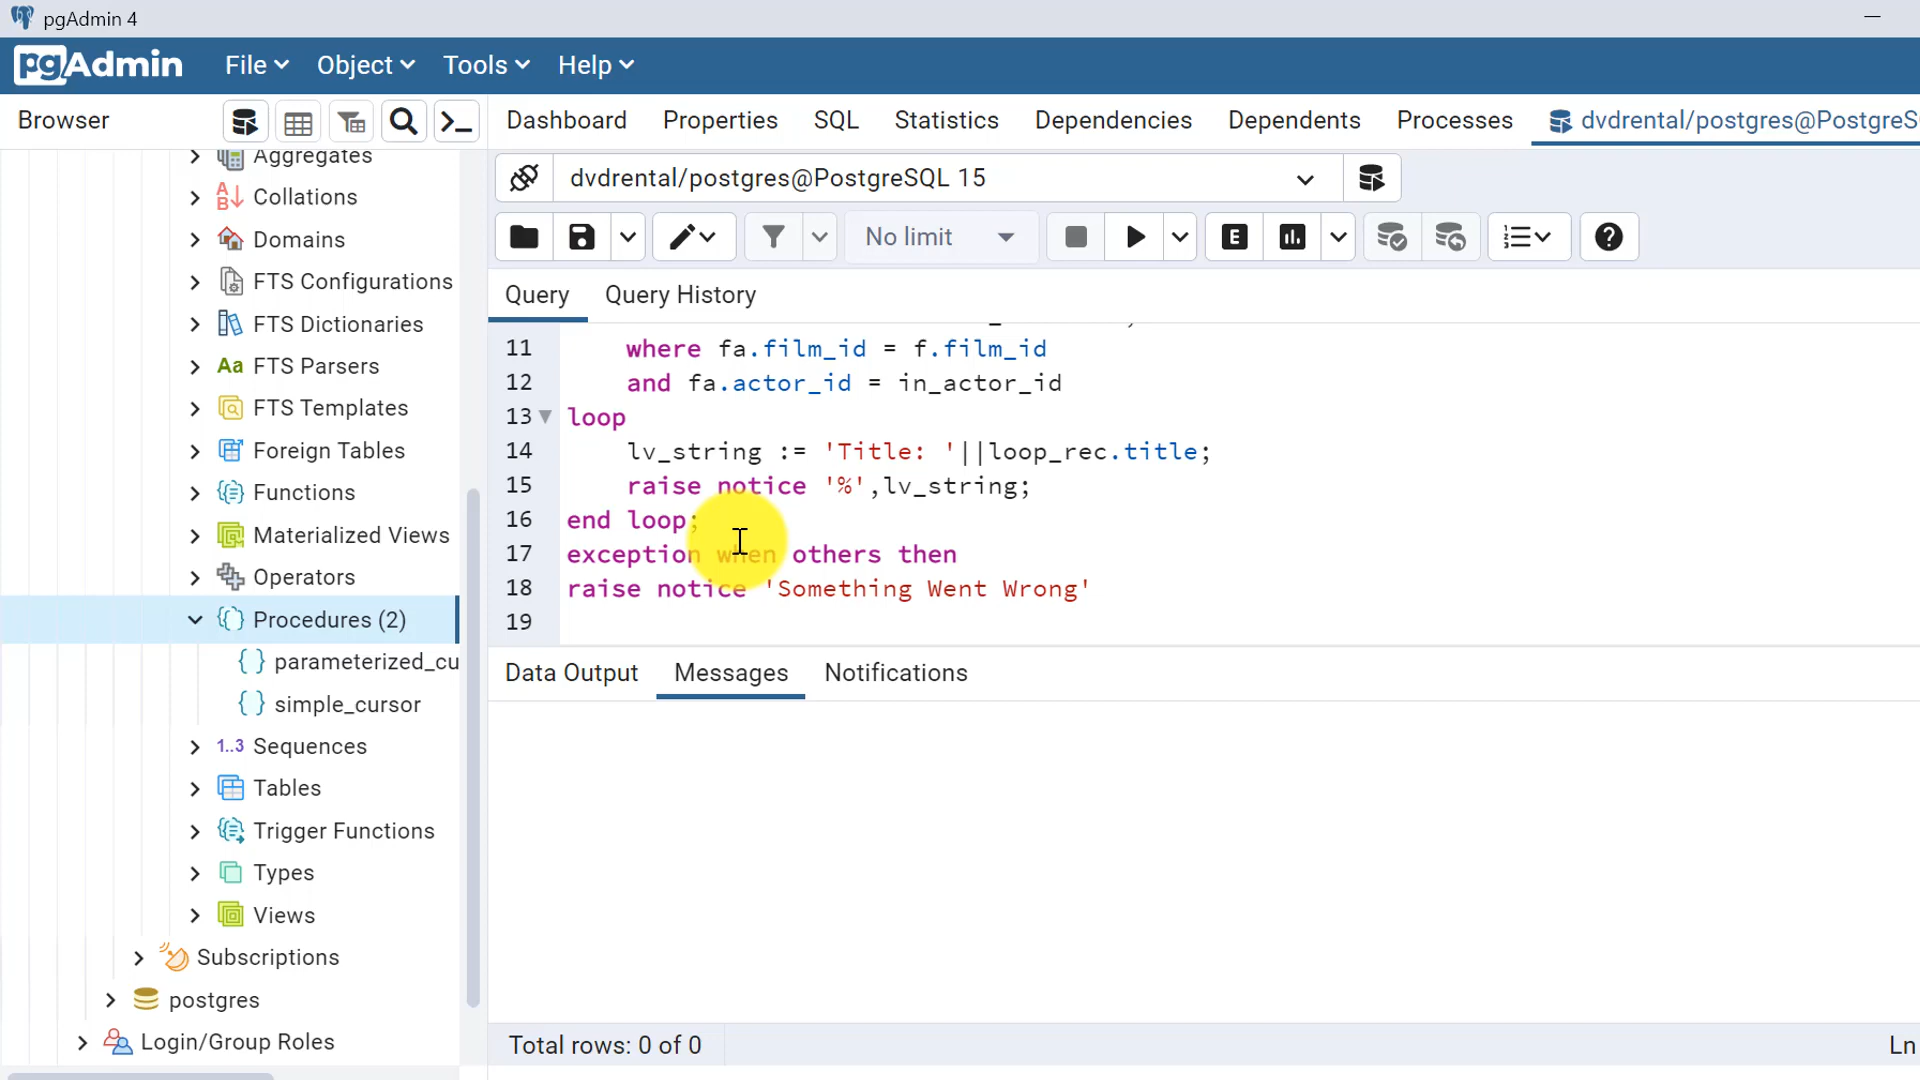 pgAdmin 4
pgAdmin File Object Tools Help
Browser Dashboard Properties SQL Statistics Dependencies Dependents Processes dvdrental/postgres@PostgreS
dvdrental/postgres@PostgreSQL 15
No limit E
Query Query History
Aggregates
Collations
Domains
FTS Configurations
FTS Dictionaries
Aa FTS Parsers
FTS Templates
Foreign Tables
Functions
Materialized Views
Operators
Procedures (2)
parameterized_cu
simple_cursor
1..3 Sequences
Tables
Trigger Functions
Types
Views
Subscriptions
postgres
Login/Group Roles
11 where fa.film_id = f.film_id
12 and fa.actor_id = in_actor_id
13 loop
14 lv_string := 'Title: '||loop_rec.title;
15 raise notice '%',lv_string;
16 end loop;
17 exception when others then
18 raise notice 'Something Went Wrong'
19
Data Output Messages Notifications
Total rows: 0 of 0 Ln